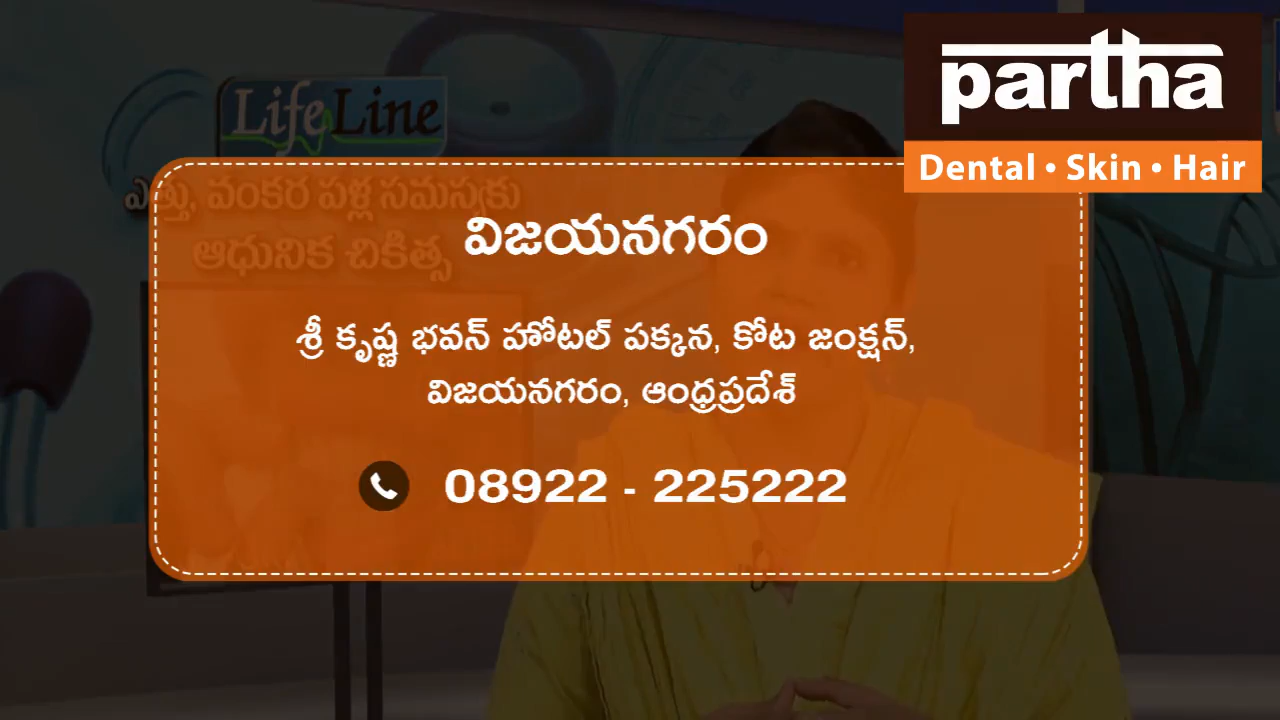 partha
Dental • Skin • Hair
LifeLine
ఎత్తు, వంకర పళ్ల సమస్యకు
ఆధునిక చికిత్స
విజయనగరం
శ్రీ కృష్ణ భవన్ హోటల్ పక్కన, కోట జంక్షన్,
విజయనగరం, ఆంధ్రప్రదేశ్
08922 - 225222